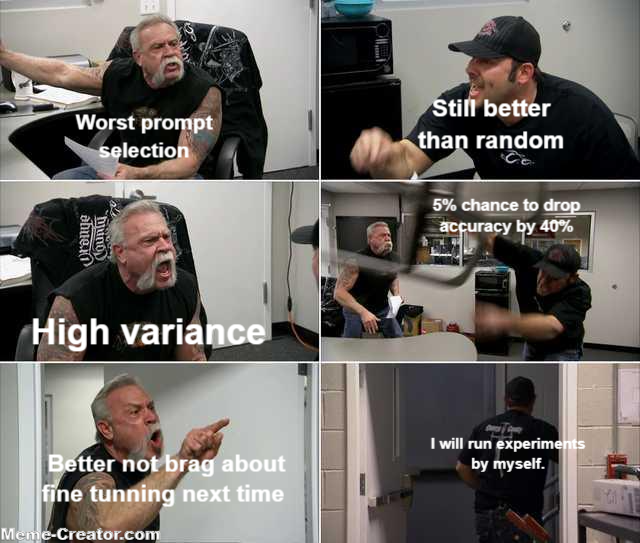 Worst prompt
selection
Still better
than random
High variance
5% chance to drop
accuracy by 40%
Better not brag about
fine tunning next time
I will run experiments
by myself.
Meme-Creator.com